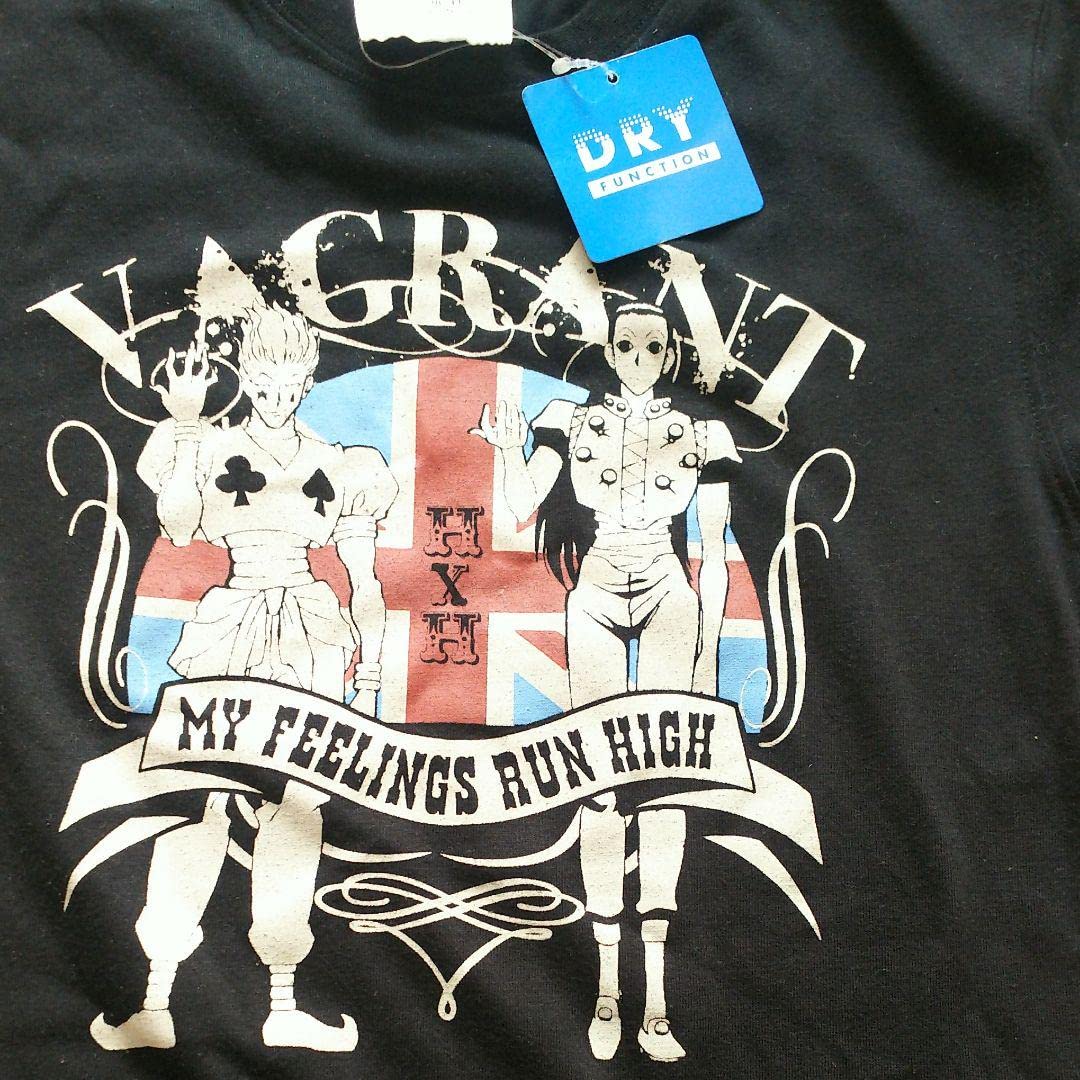 DRY
FUNCTION
VAGRANT
H
X
H
MY FEELINGS RUN HIGH